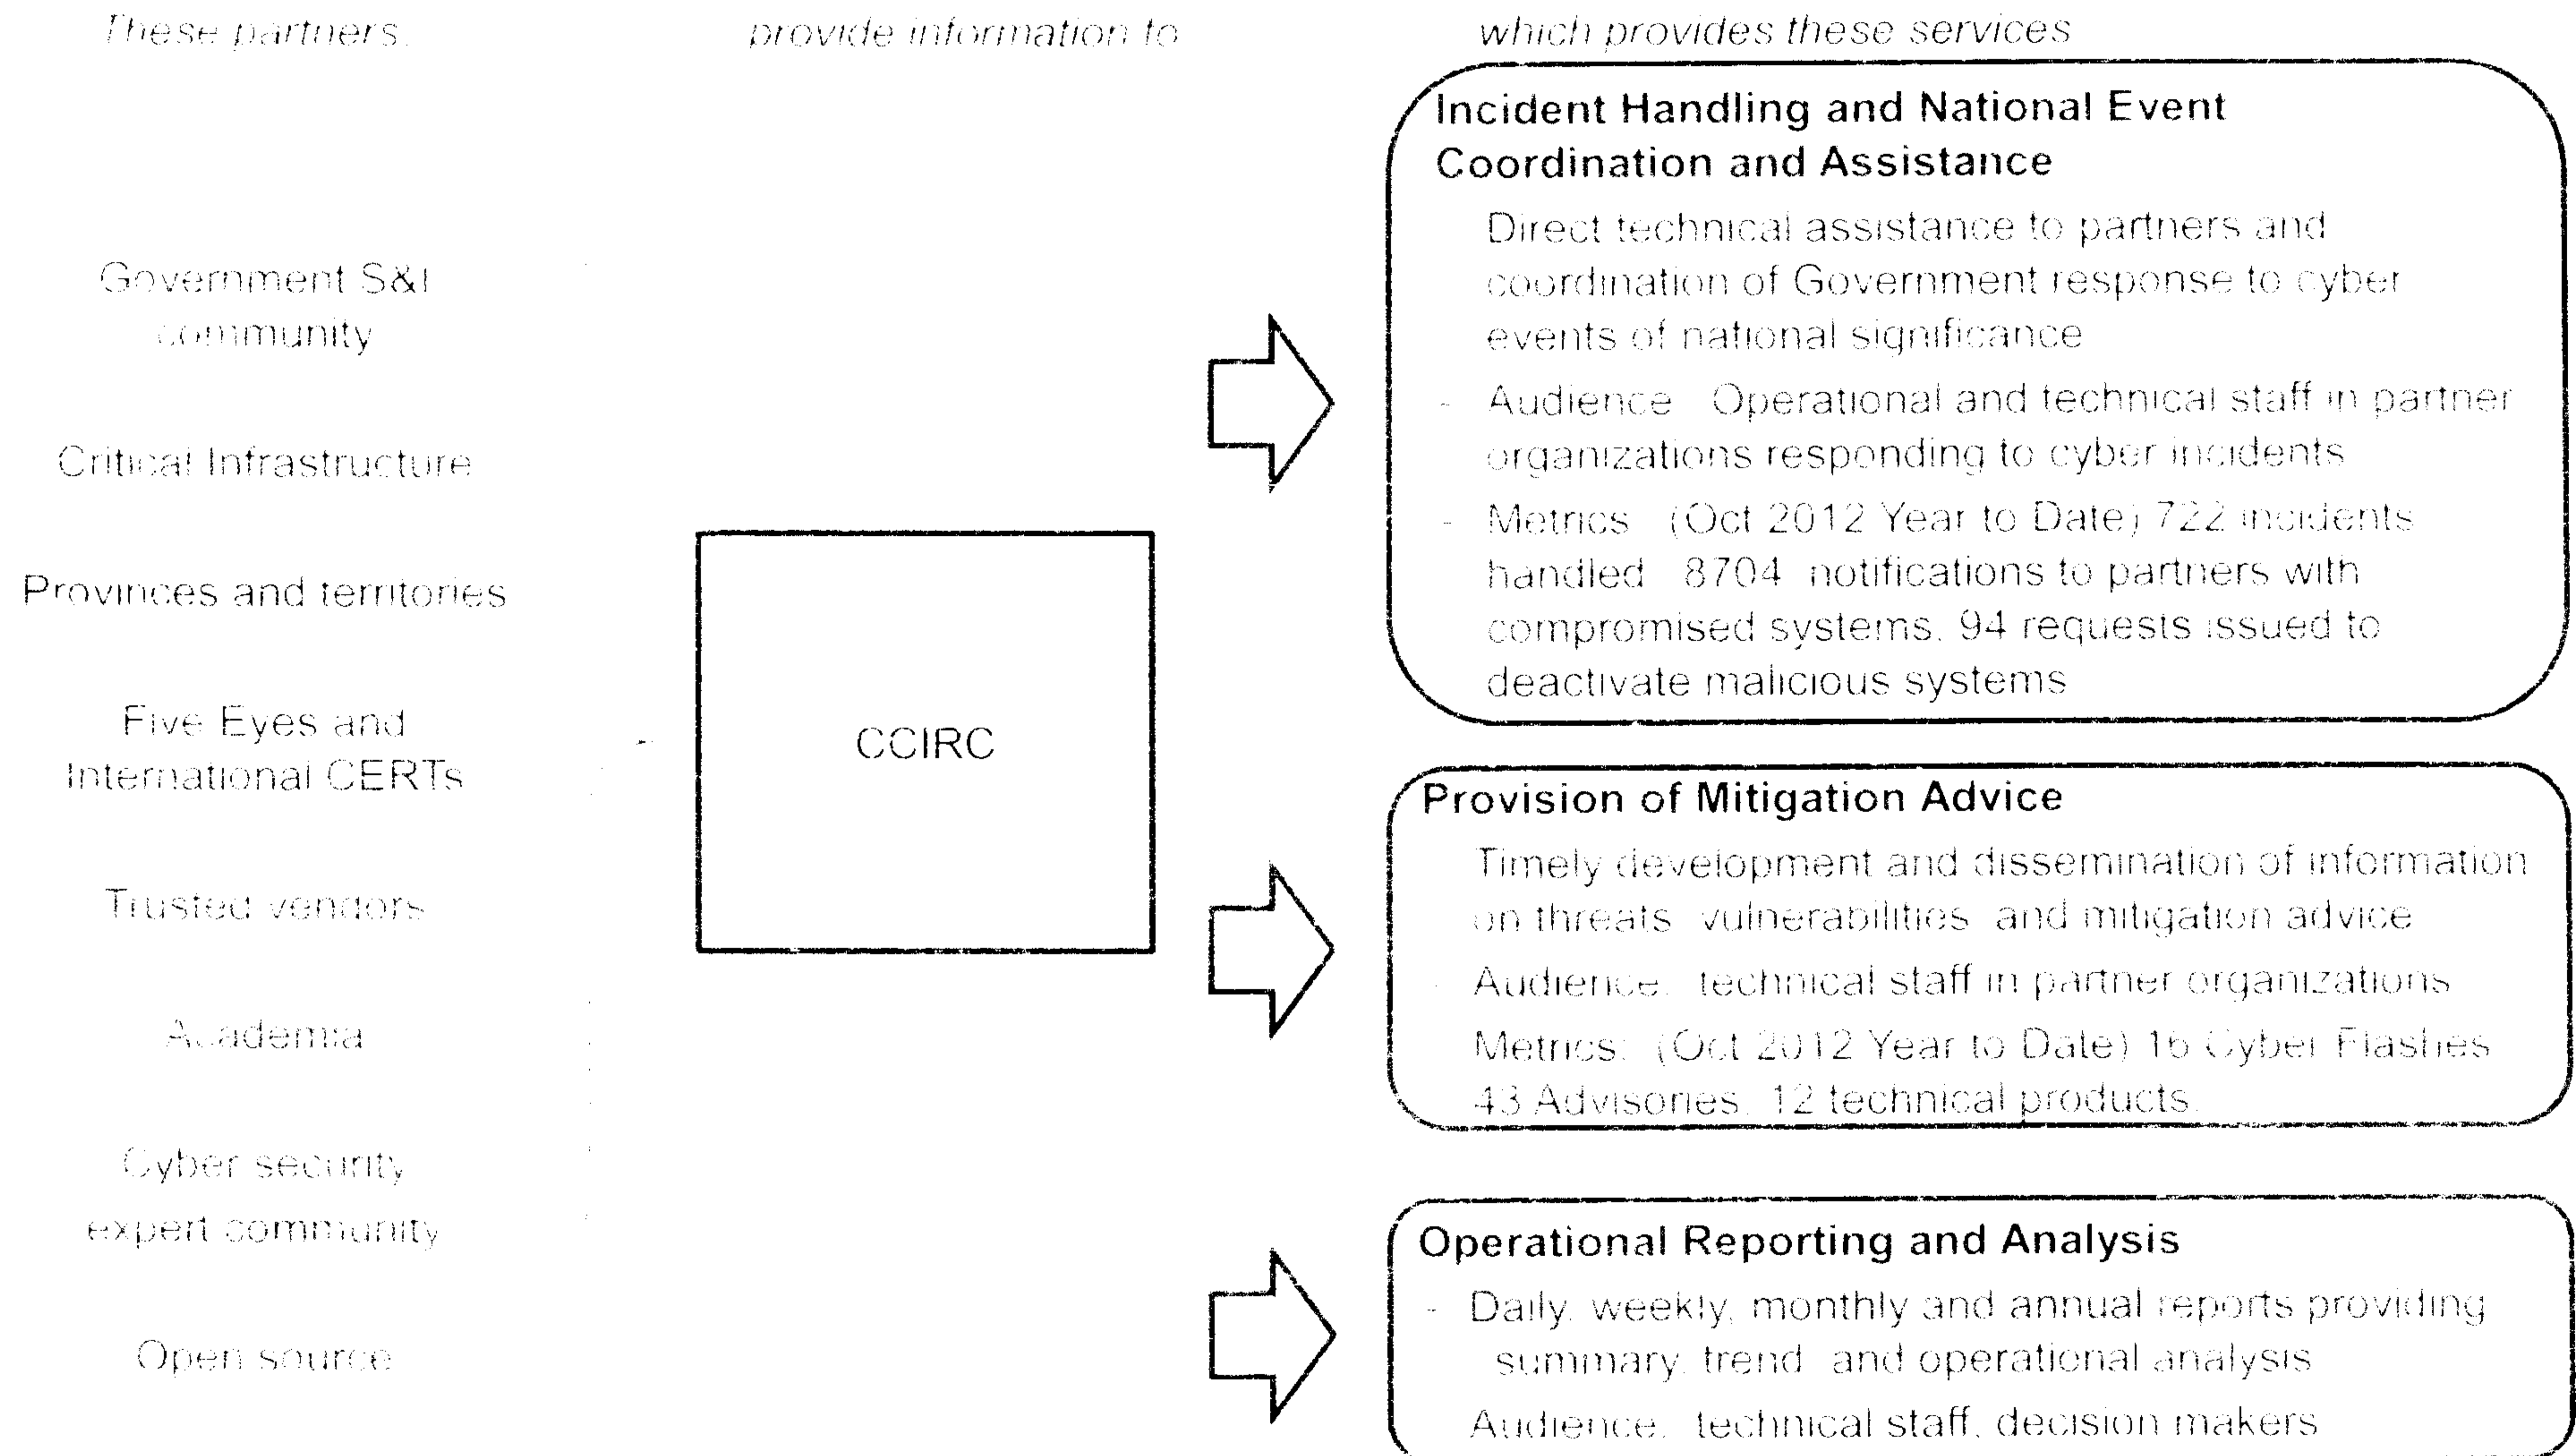 These partners.
provide information to
which provides these services
Government S&I
community
Critical Infrastructure
Provinces and territories
Five Eyes and
International CERTs
Trusted vendors
Academia
Cyber security
expert community
Open source
CCIRC
Incident Handling and National Event
Coordination and Assistance
Direct technical assistance to partners and
coordination of Government response to cyber
events of national significance
- Audience Operational and technical staff in partner
organizations responding to cyber incidents
- Metrics (Oct 2012 Year to Date) 722 incidents
handled 8704 notifications to partners with
compromised systems, 94 requests issued to
deactivate malicious systems
Provision of Mitigation Advice
Timely development and dissemination of information
on threats vulnerabilities and mitigation advice
- Audience: technical staff in partner organizations
Metrics: (Oct 2012 Year to Date) 16 Cyber Flashes
43 Advisories, 12 technical products.
Operational Reporting and Analysis
- Daily, weekly, monthly and annual reports providing
summary, trend and operational analysis
Audience: technical staff, decision makers